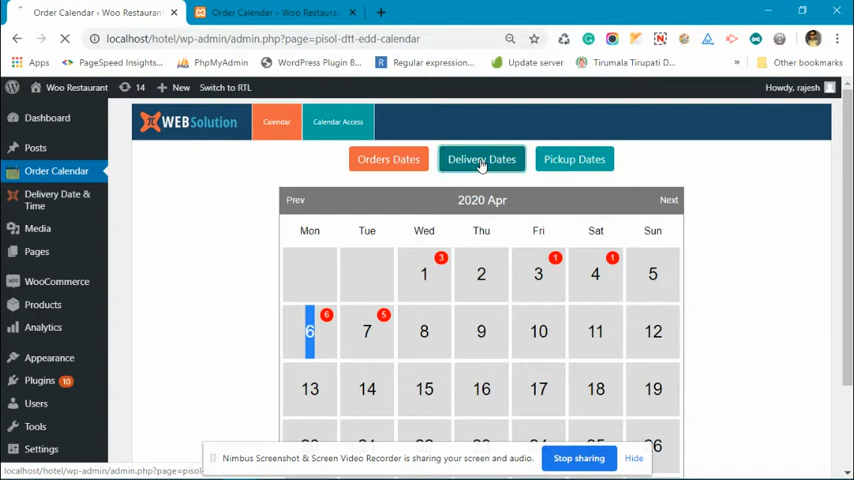 Order Calendar ‹ Woo Restaurant
Order Calendar – Woo Restaurant
localhost/hotel/wp-admin/admin.php?page=pisol-dtt-edd-calendar
Apps
PageSpeed Insights...
PhpMyAdmin
WordPress Plugin B...
Regular expression...
Update server
Tirumala Tirupati D...
»
Other bookmarks
Woo Restaurant
14
+ New
Switch to RTL
Howdy, rajesh
Dashboard
Posts
Order Calendar
Delivery Date &
Time
Media
Pages
WooCommerce
Products
Analytics
Appearance
Plugins 10
Users
Tools
Settings
WEBSolution
Calendar
Calendar Access
Orders Dates
Delivery Dates
Pickup Dates
Prev
2020 Apr
Next
Mon Tue Wed Thu Fri Sat Sun
1 3 2 3 1 4 1 5
6 6 7 5 8 9 10 11 12
13 14 15 16 17 18 19
Nimbus Screenshot & Screen Video Recorder is sharing your screen and audio.
Stop sharing
Hide
localhost/hotel/wp-admin/admin.php?page=pisol-